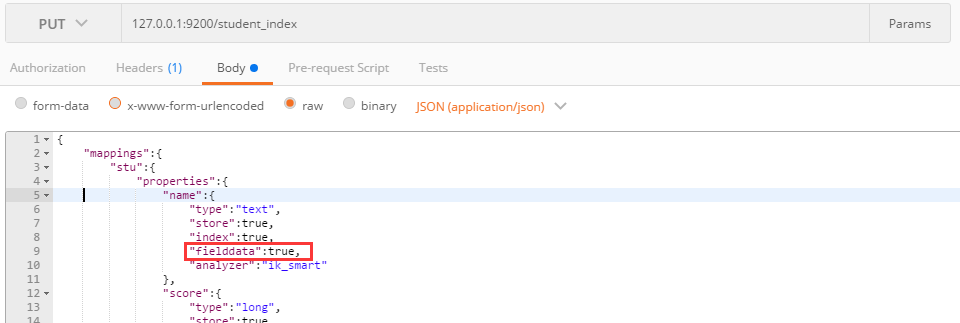 PUT 127.0.0.1:9200/student_index Params
Authorization Headers (1) Body Pre-request Script Tests
form-data x-www-form-urlencoded raw binary JSON (application/json)
1 {
2 "mappings":{
3 "stu":{
4 "properties":{
5 "name":{
6 "type":"text",
7 "store":true,
8 "index":true,
9 "fielddata":true,
10 "analyzer":"ik_smart"
11 },
12 "score":{
13 "type":"long",
14 "store":true